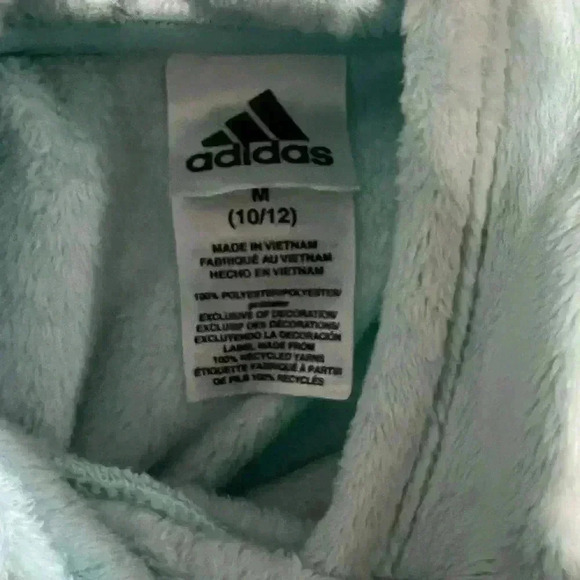 adidas
M
(10/12)
MADE IN VIETNAM
FABRIQUÉ AU VIETNAM
HECHO EN VIETNAM
100% POLYESTER/POLYESTER/
EXCLUSIVE OF DECORATION/
EXCLUSIF DES DÉCORATIONS/
EXCLUYENDO LA DECORACIÓN
LABEL MADE FROM
100% RECYCLED YARNS
ÉTIQUETTE FABRIQUÉ À PARTIR
DE FILS 100% RECYCLÉS